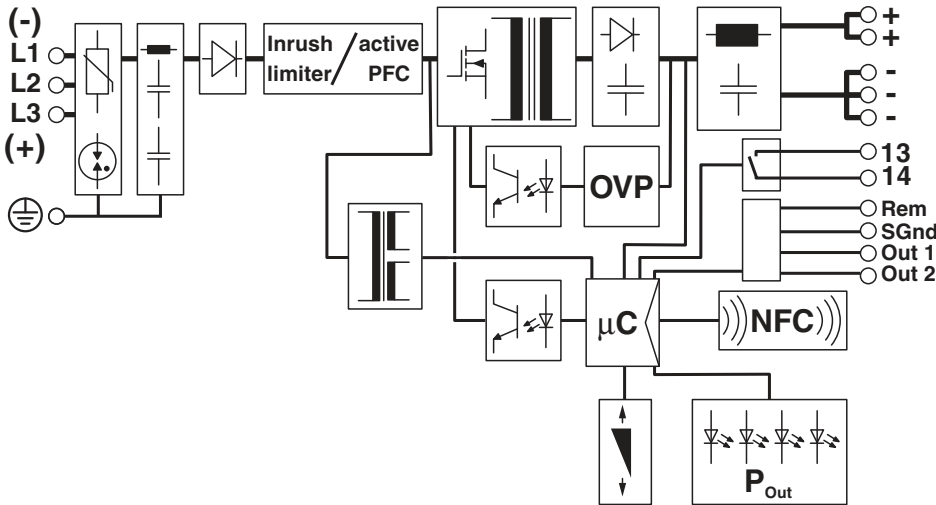 (-)
L1
L2
L3
(+)
Inrush
limiter/
active
PFC
+
+
-
-
-
13
14
OVP
Rem
SGnd
Out 1
Out 2
µC
NFC
P Out